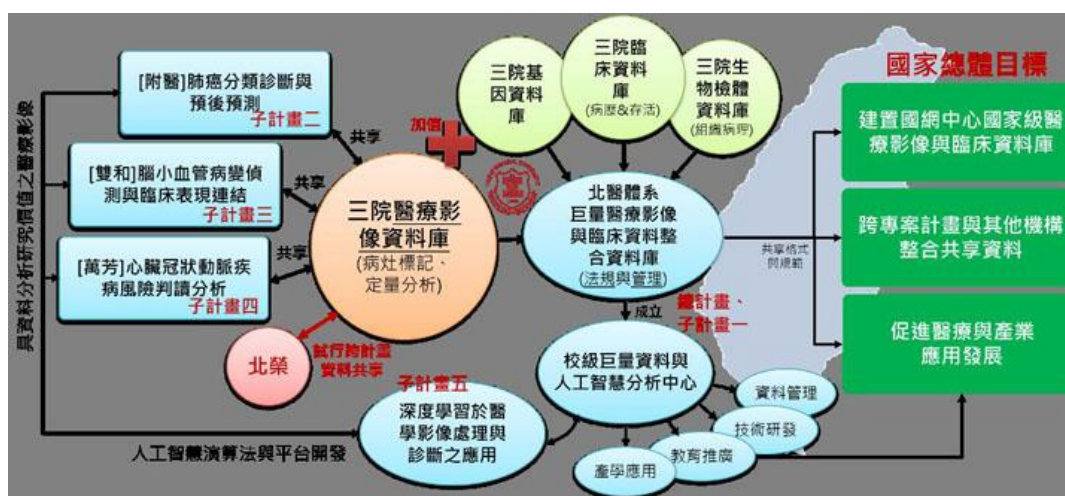 具資料分析研究價值之醫療影像
[附醫]肺癌分類診斷與
預後預測
子計畫二
[雙和]腦小血管病變偵
測與臨床表現連結
子計畫三
[萬芳]心臟冠狀動脈疾
病風險判讀分析
子計畫四
共享
共享
共享
加值
三院醫療影
像資料庫
(病灶標記、
定量分析)
北榮
試行跨計畫
資料共享
三院基
因資料
庫
三院臨
床資料
庫
(病歷&存活)
三院生
物檢體
資料庫
(組織病理)
北醫體系
巨量醫療影像
與臨床資料整
合資料庫
(法規與管理)
總計畫、
子計畫一
成立
校級巨量資料與
人工智慧分析中心
資料管理
技術研發
教育推廣
產學應用
子計畫五
深度學習於醫
學影像處理與
診斷之應用
人工智慧演算法與平台開發
共享格式
與規範
國家總體目標
建置國網中心國家級醫
療影像與臨床資料庫
跨專案計畫與其他機構
整合共享資料
促進醫療與產業
應用發展